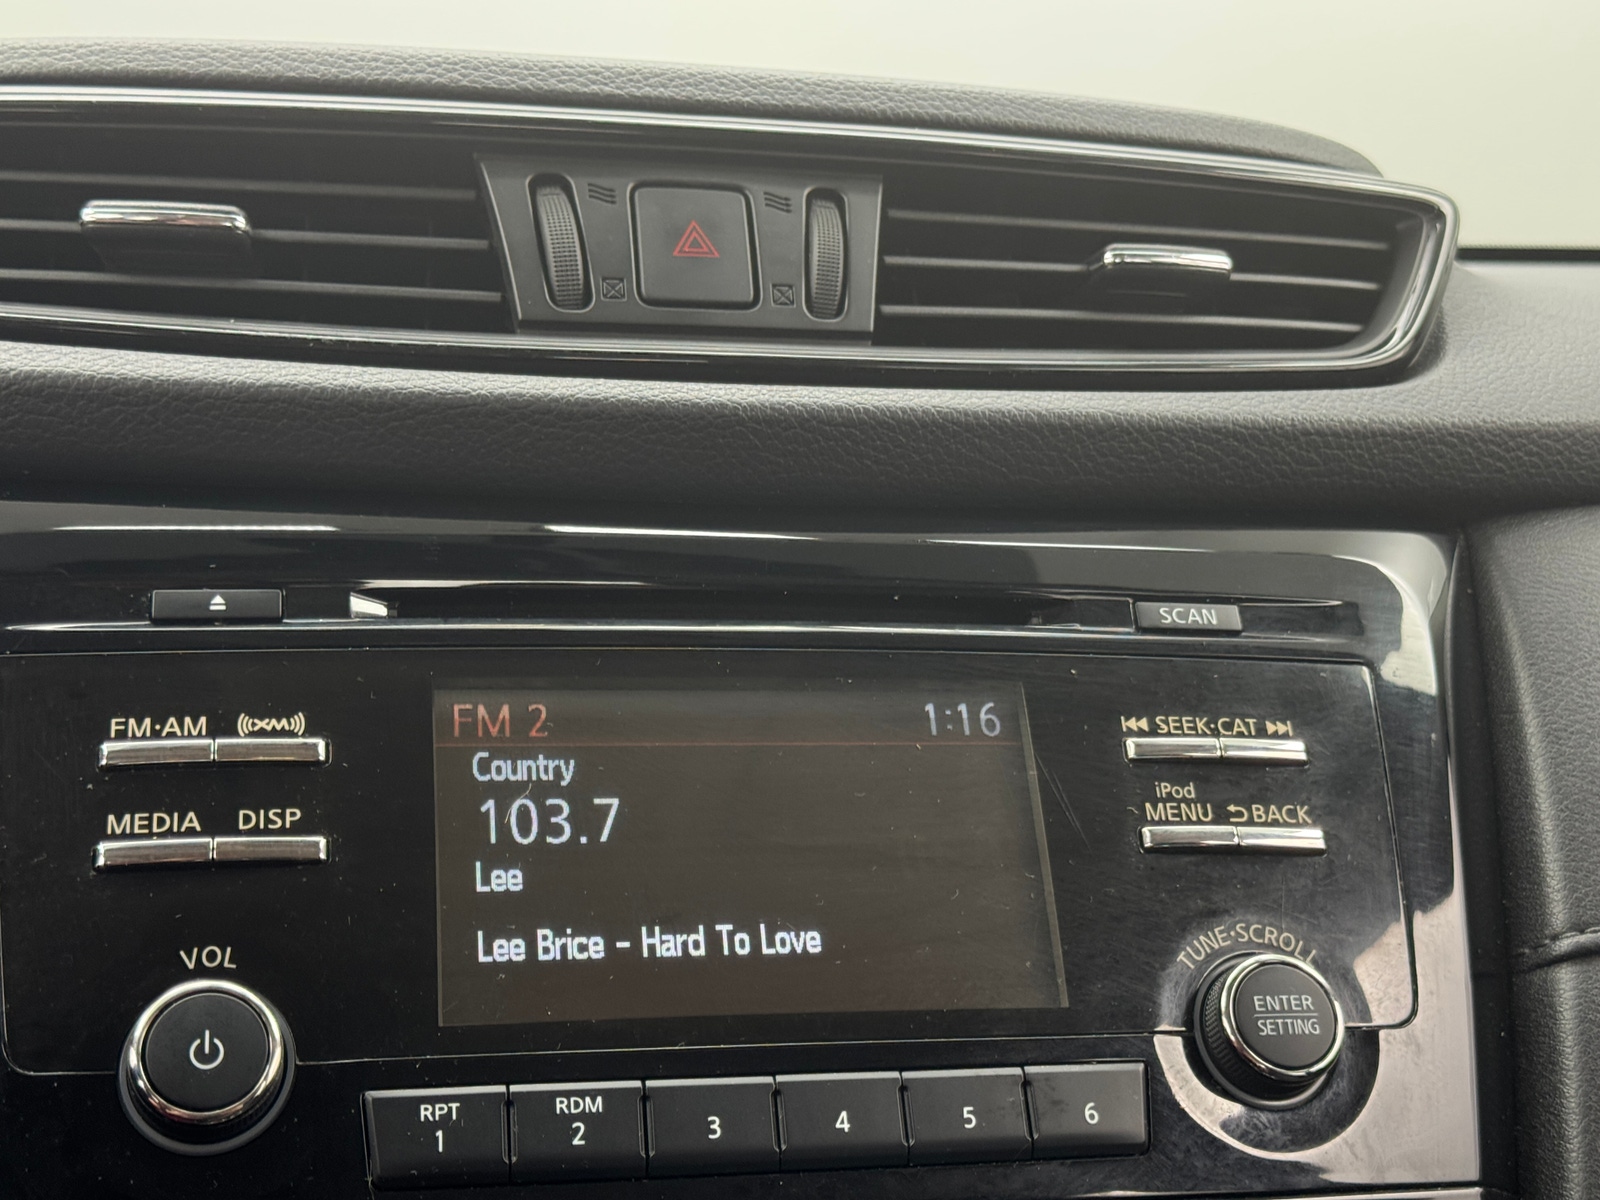 SCAN
FM·AM (((XM)))
MEDIA DISP
VOL
FM 2 1:16
Country
103.7
Lee
Lee Brice - Hard To Love
SEEK·CAT
iPod
MENU BACK
TUNE·SCROLL
ENTER
SETTING
RPT RDM
1 2 3 4 5 6